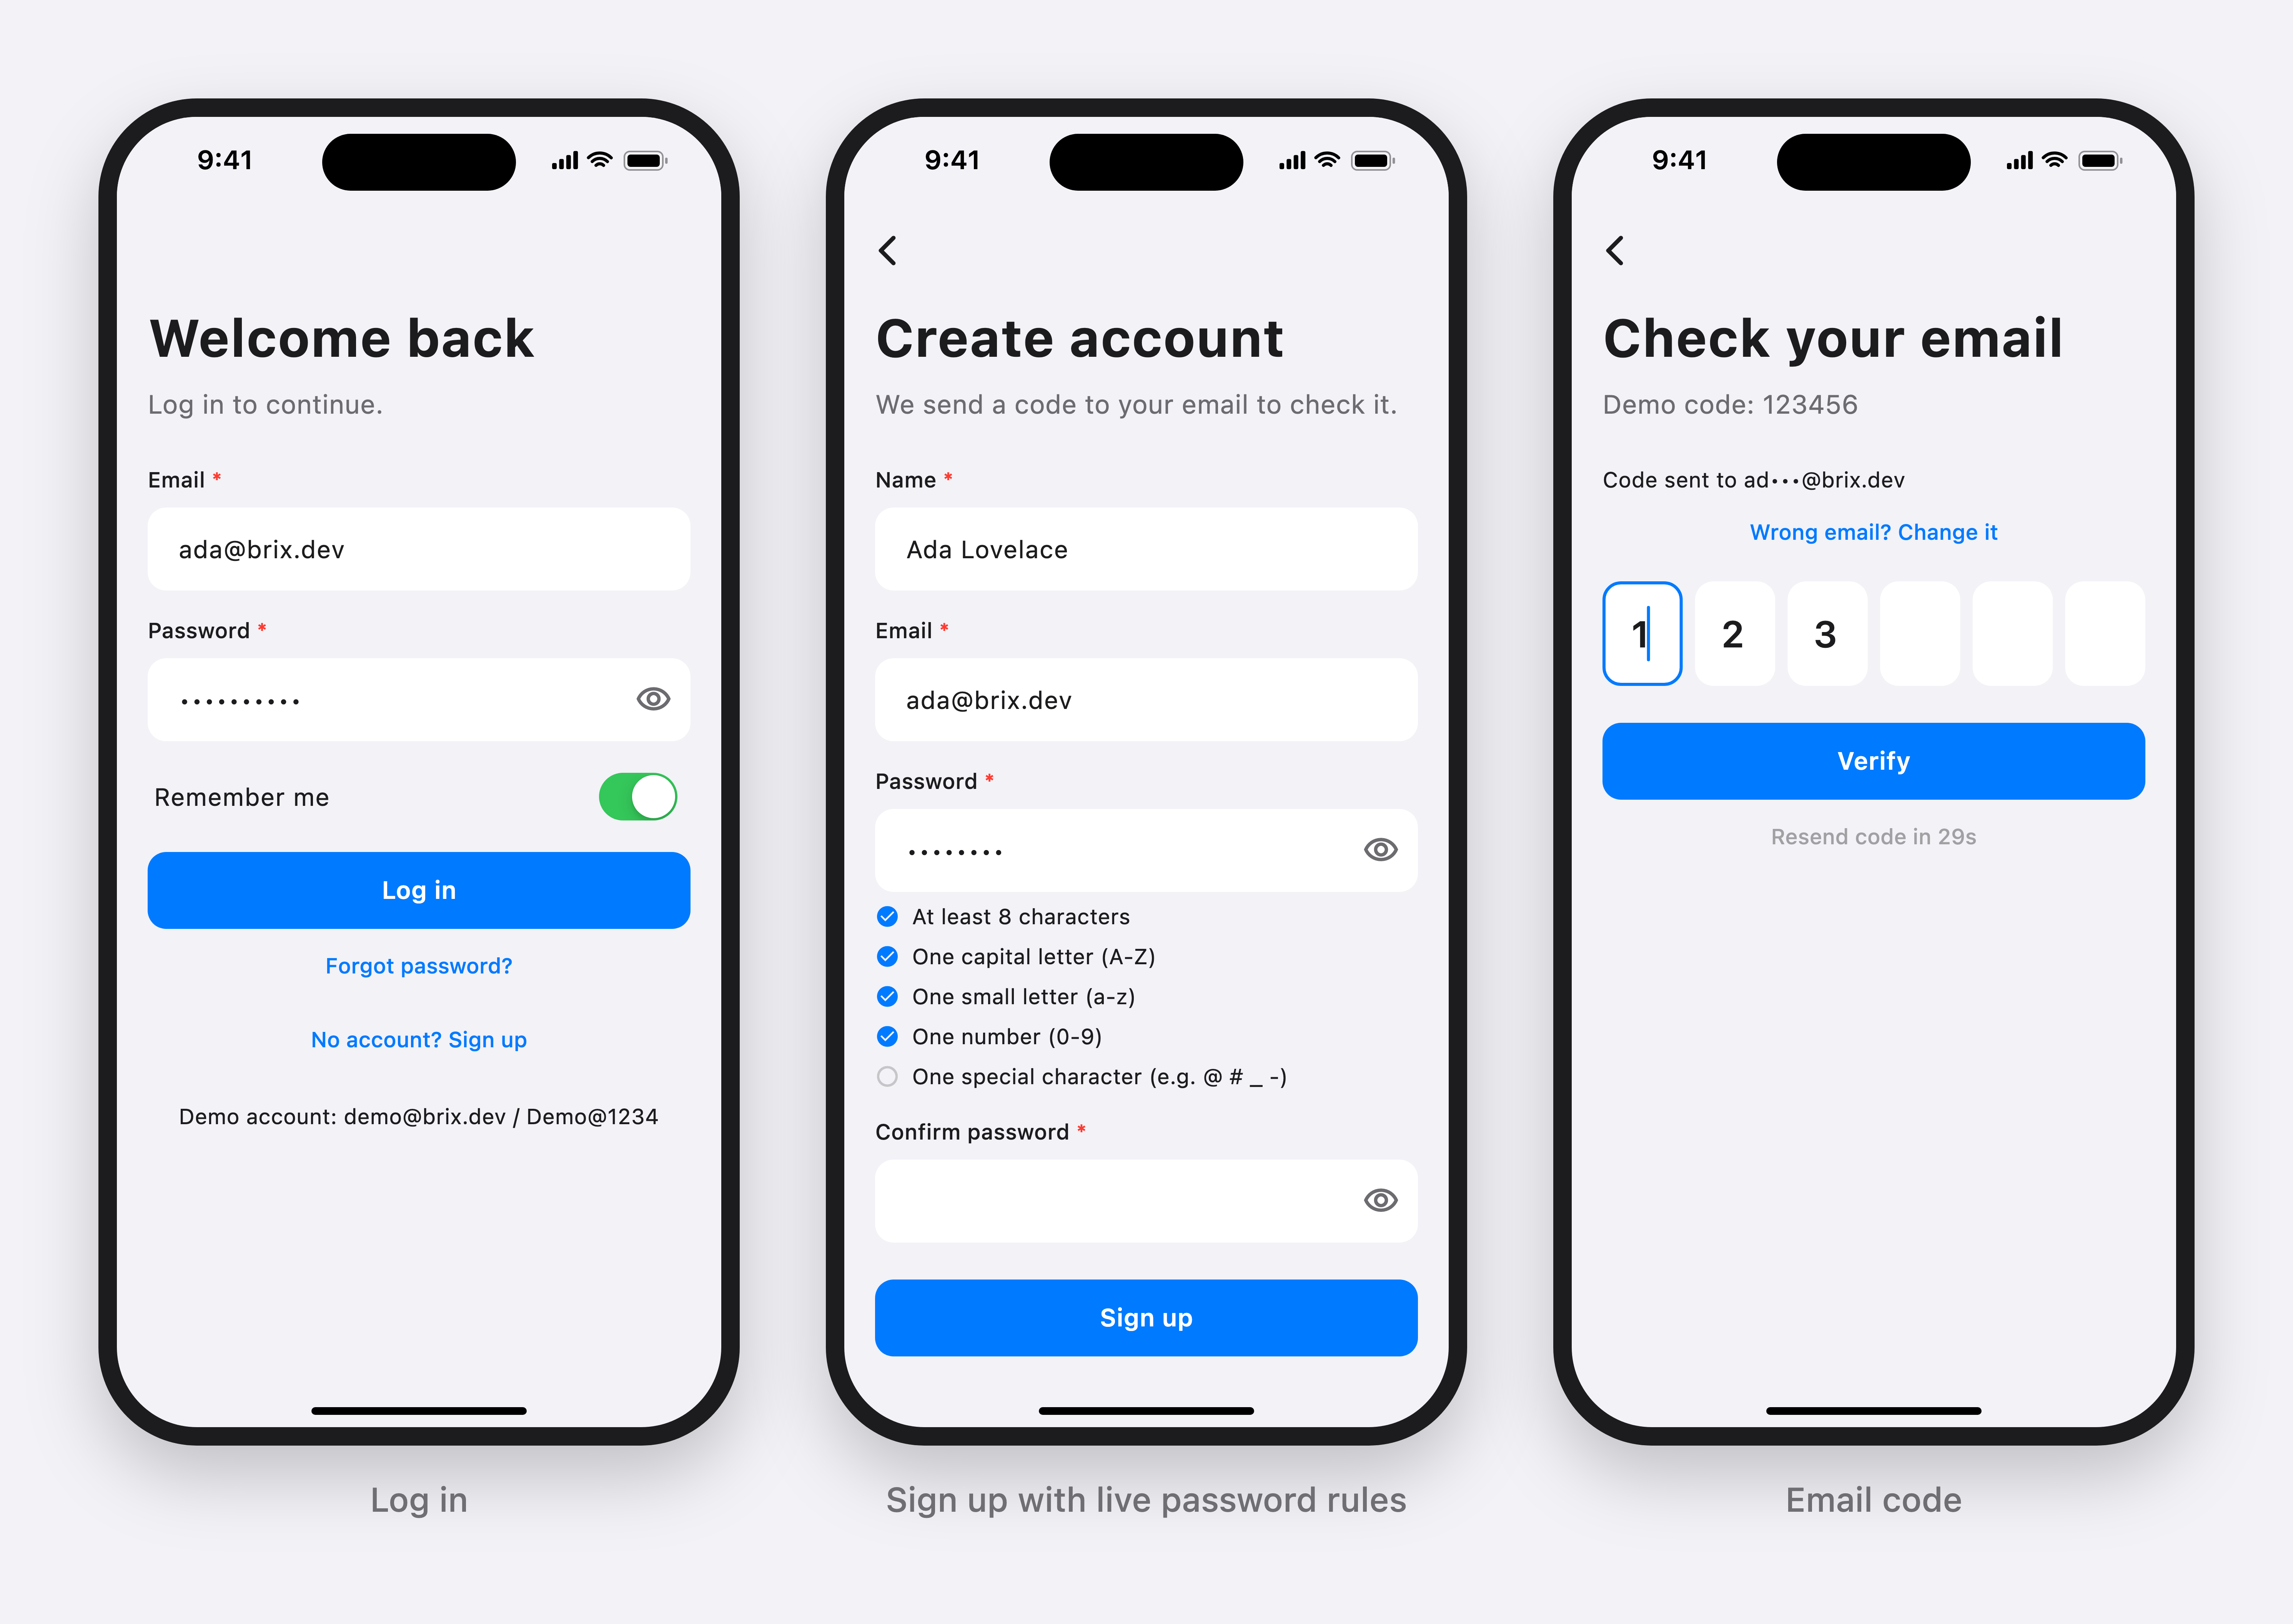 9:41
Welcome back
Log in to continue.
Email *
ada@brix.dev
Password *
••••••••••
Remember me
Log in
Forgot password?
No account? Sign up
Demo account: demo@brix.dev / Demo@1234
Log in
9:41
Create account
We send a code to your email to check it.
Name *
Ada Lovelace
Email *
ada@brix.dev
Password *
••••••••
At least 8 characters
One capital letter (A-Z)
One small letter (a-z)
One number (0-9)
One special character (e.g. @ # _ -)
Confirm password *
Sign up
Sign up with live password rules
9:41
Check your email
Demo code: 123456
Code sent to ad•••@brix.dev
Wrong email? Change it
1 2 3
Verify
Resend code in 29s
Email code